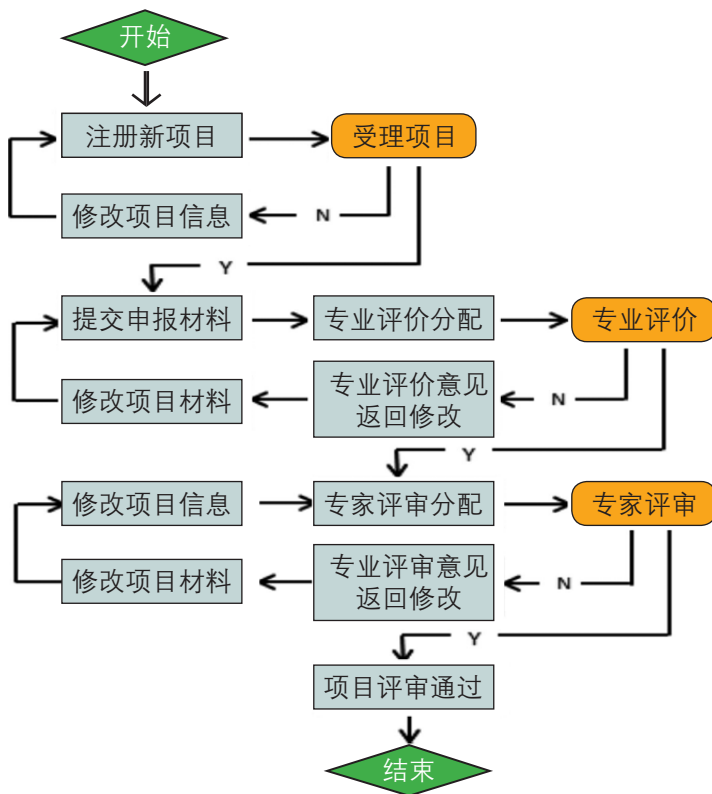 开始
注册新项目
受理项目
修改项目信息
N
Y
提交申报材料
专业评价分配
专业评价
修改项目材料
专业评价意见
返回修改
N
Y
修改项目信息
专家评审分配
专家评审
修改项目材料
专业评审意见
返回修改
N
Y
项目评审通过
结束